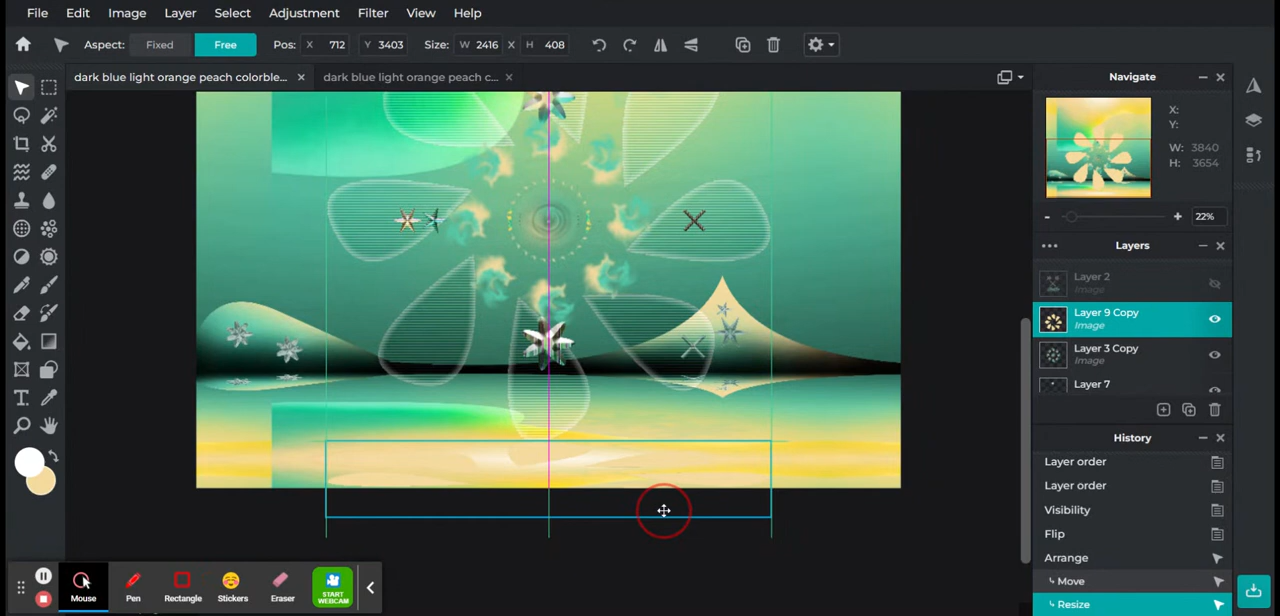 File Edit Image Layer Select Adjustment Filter View Help
Aspect: Fixed Free Pos: X 712 Y 3403 Size: W 2416 X H 408
dark blue light orange peach colorble... × dark blue light orange peach c... ×
Navigate
X:
Y:
W: 3840
H: 3654
- + 22%
Layers
Layer 2
Image
Layer 9 Copy
Image
Layer 3 Copy
Image
Layer 7
History
Layer order
Layer order
Visibility
Flip
Arrange
Move
Resize
Mouse Pen Rectangle Stickers Eraser START
WEBCAM